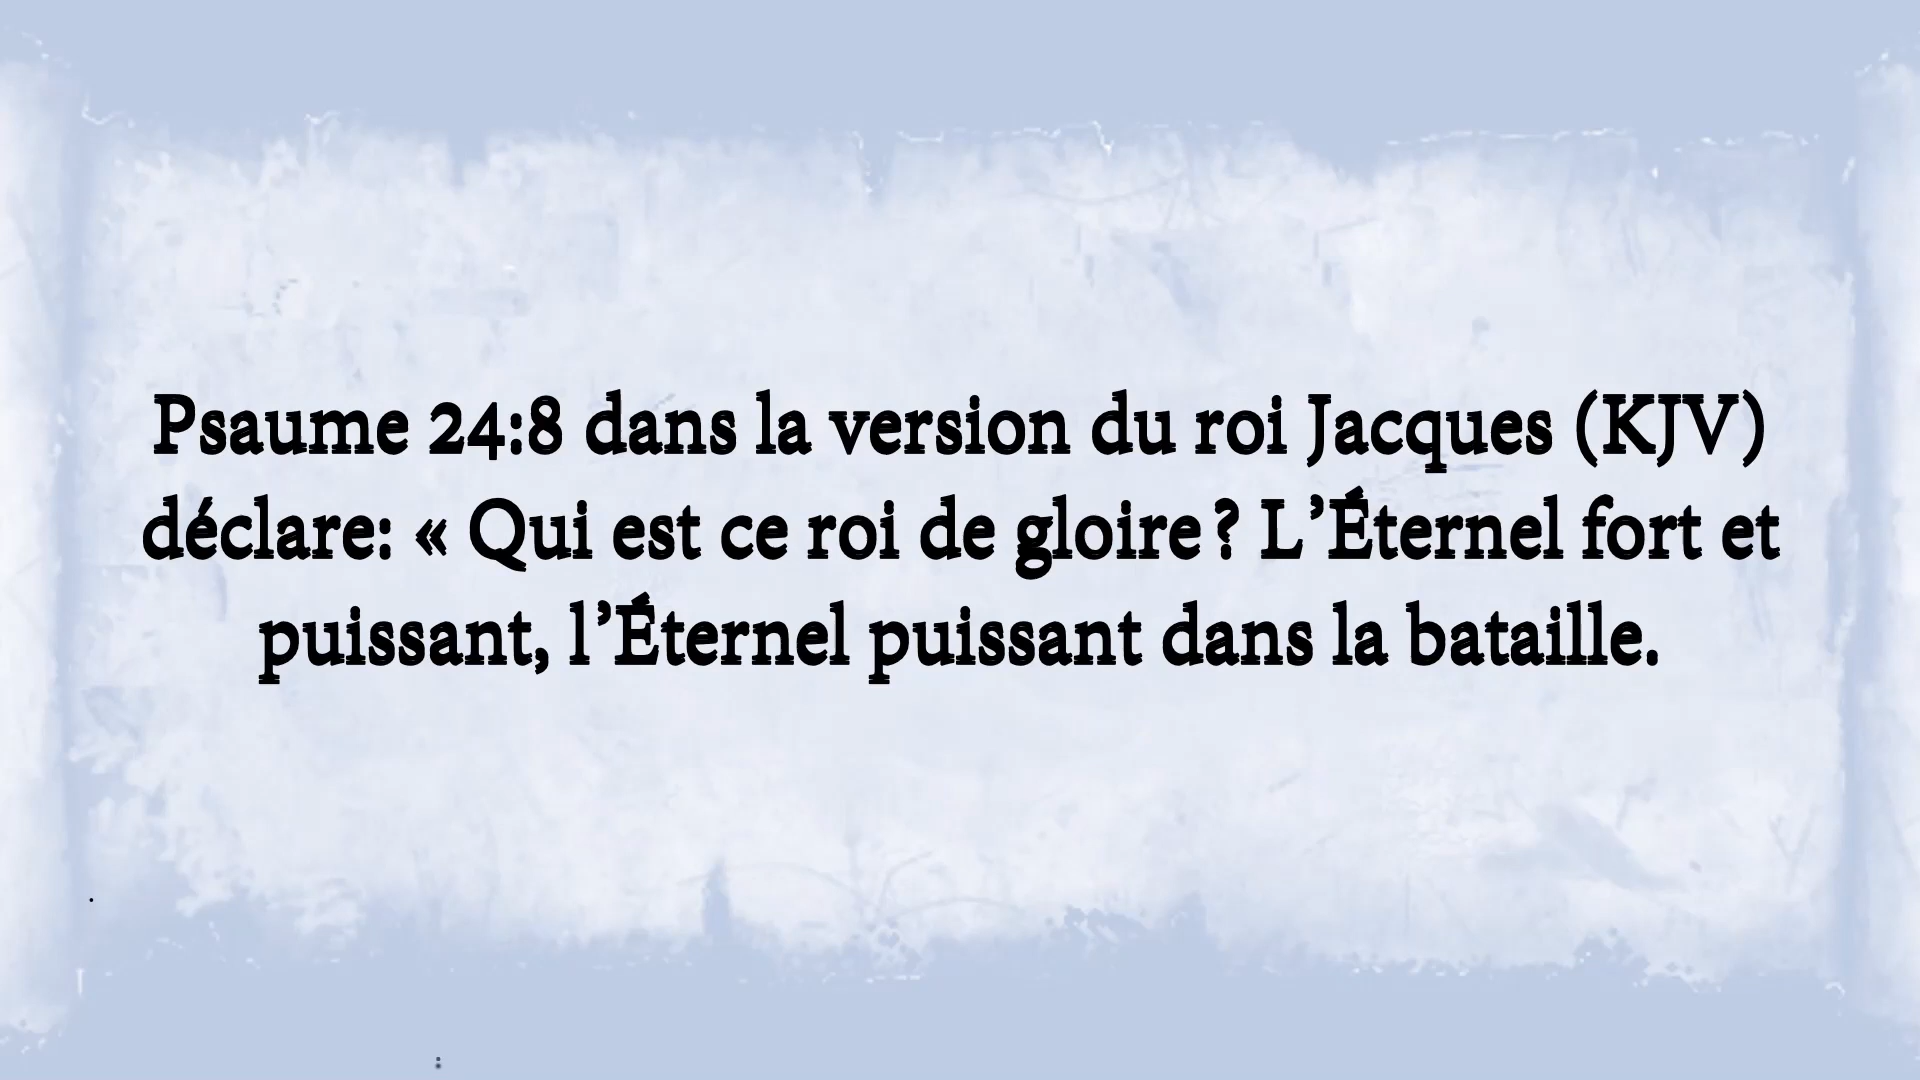 Psaume 24:8 dans la version du roi Jacques (KJV)
déclare: « Qui est ce roi de gloire ? L’Éternel fort et
puissant, l’Éternel puissant dans la bataille.
.
: